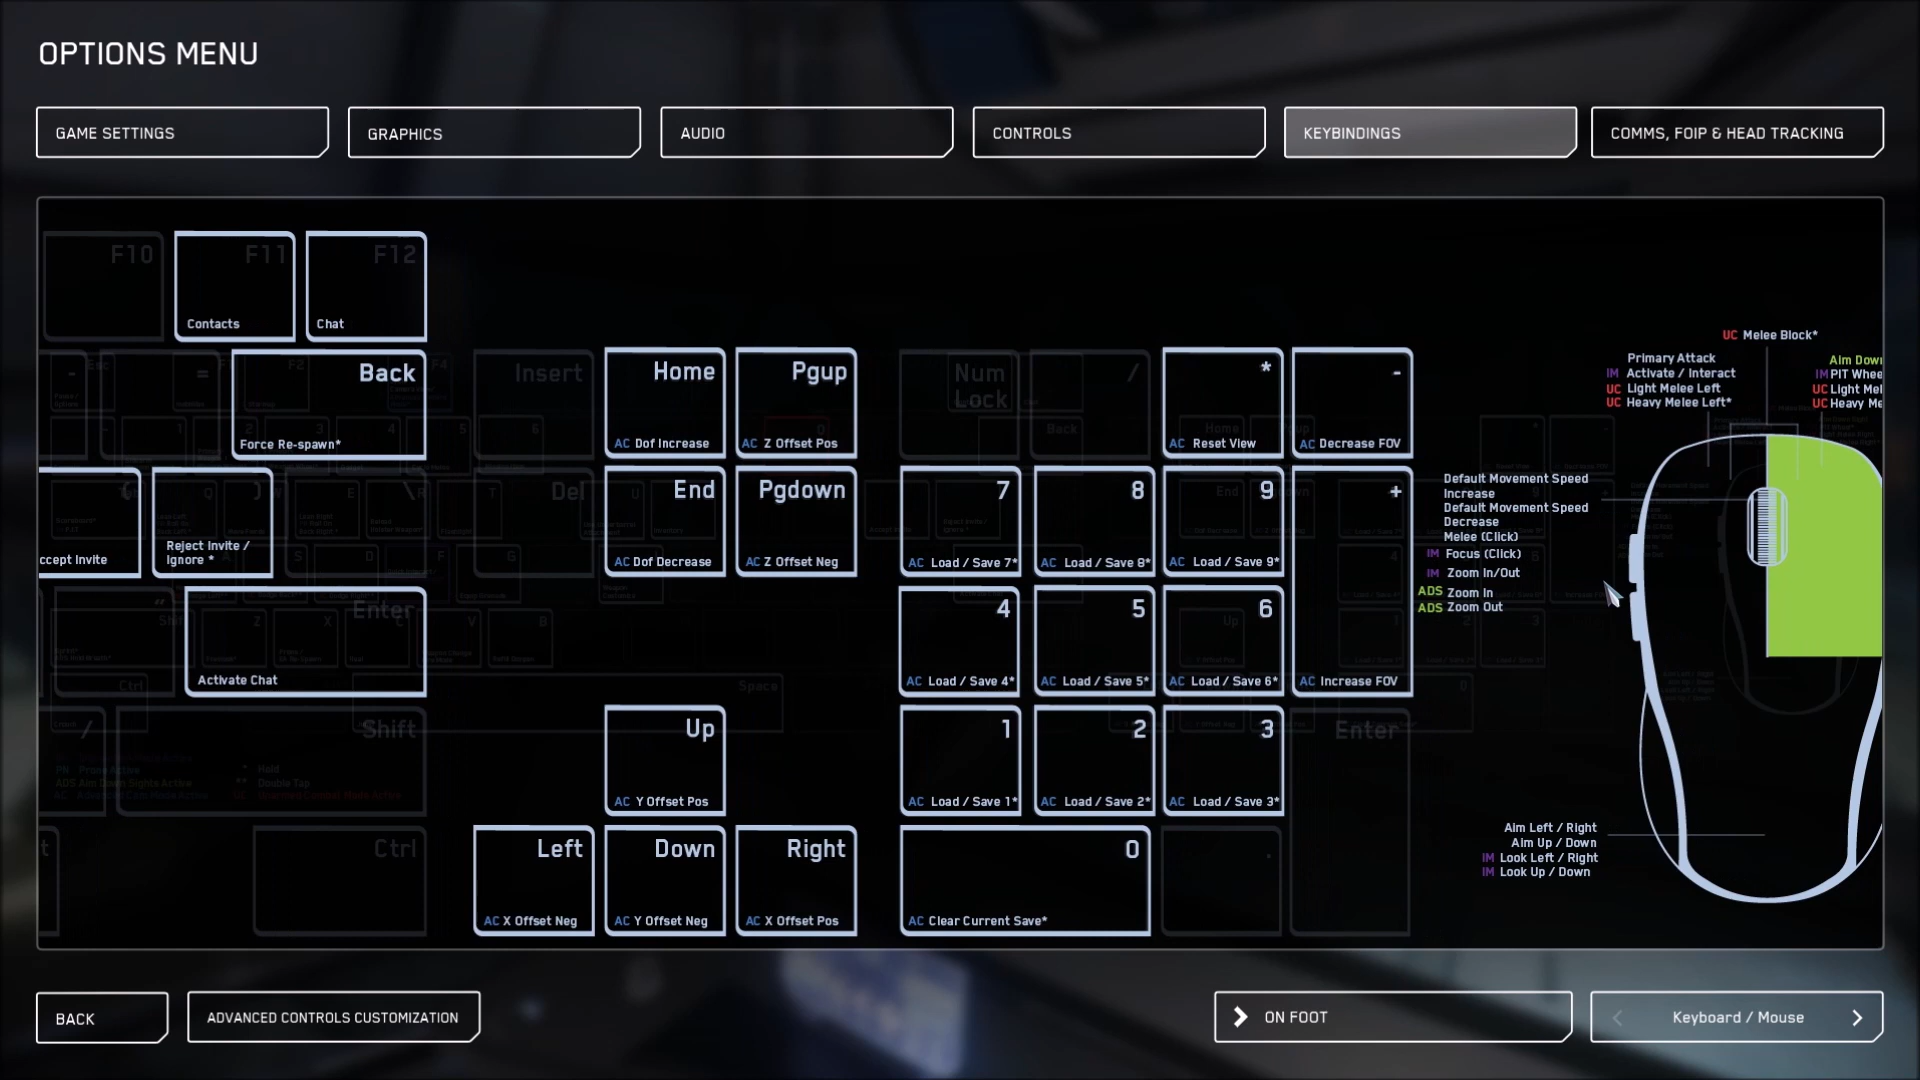 OPTIONS MENU
GAME SETTINGS
GRAPHICS
AUDIO
CONTROLS
KEYBINDINGS
COMMS, FOIP & HEAD TRACKING
F10
F11
Contacts
F12
Chat
-
=
Back
Force Re-spawn*
Insert
Home
AC Dof Increase
Pgup
AC Z Offset Pos
Num
Lock
/
*
AC Reset View
-
AC Decrease FOV
ccept Invite
Reject Invite /
Ignore *
Del
End
AC Dof Decrease
Pgdown
AC Z Offset Neg
7
AC Load / Save 7*
8
AC Load / Save 8*
9
AC Load / Save 9*
+
AC Increase FOV
Enter
Activate Chat
4
AC Load / Save 4*
5
AC Load / Save 5*
6
AC Load / Save 6*
/
Shift
Up
AC Y Offset Pos
1
AC Load / Save 1*
2
AC Load / Save 2*
3
AC Load / Save 3*
Enter
Ctrl
Left
AC X Offset Neg
Down
AC Y Offset Neg
Right
AC X Offset Pos
0
AC Clear Current Save*
.
UC Melee Block*
Primary Attack
IM Activate / Interact
UC Light Melee Left
UC Heavy Melee Left*
Aim Down
IM PIT Whee
UC Light Mel
UC Heavy Me
Default Movement Speed
Increase
Default Movement Speed
Decrease
Melee (Click)
IM Focus (Click)
IM Zoom In/Out
ADS Zoom In
ADS Zoom Out
Aim Left / Right
Aim Up / Down
IM Look Left / Right
IM Look Up / Down
BACK
ADVANCED CONTROLS CUSTOMIZATION
ON FOOT
Keyboard / Mouse